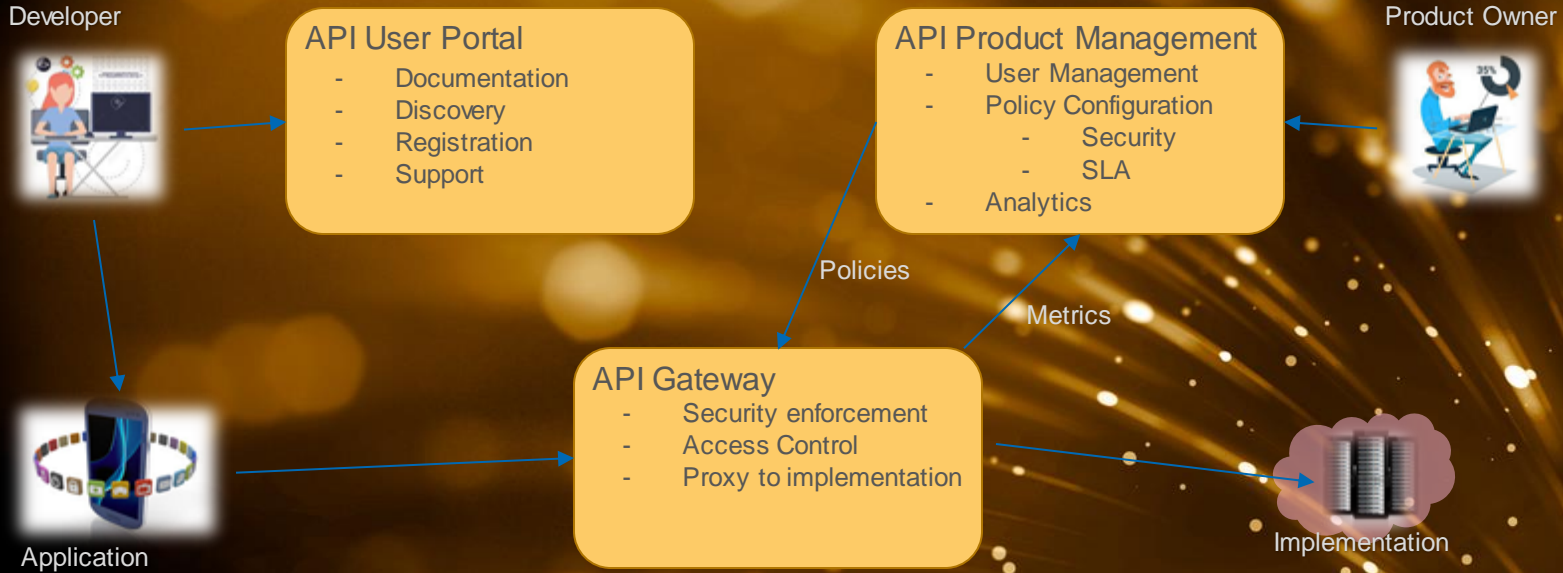 Developer
Product Owner
API User Portal
- Documentation
- Discovery
- Registration
- Support
API Product Management
- User Management
- Policy Configuration
- Security
- SLA
- Analytics
35%
Policies
Metrics
API Gateway
- Security enforcement
- Access Control
- Proxy to implementation
Application
Implementation